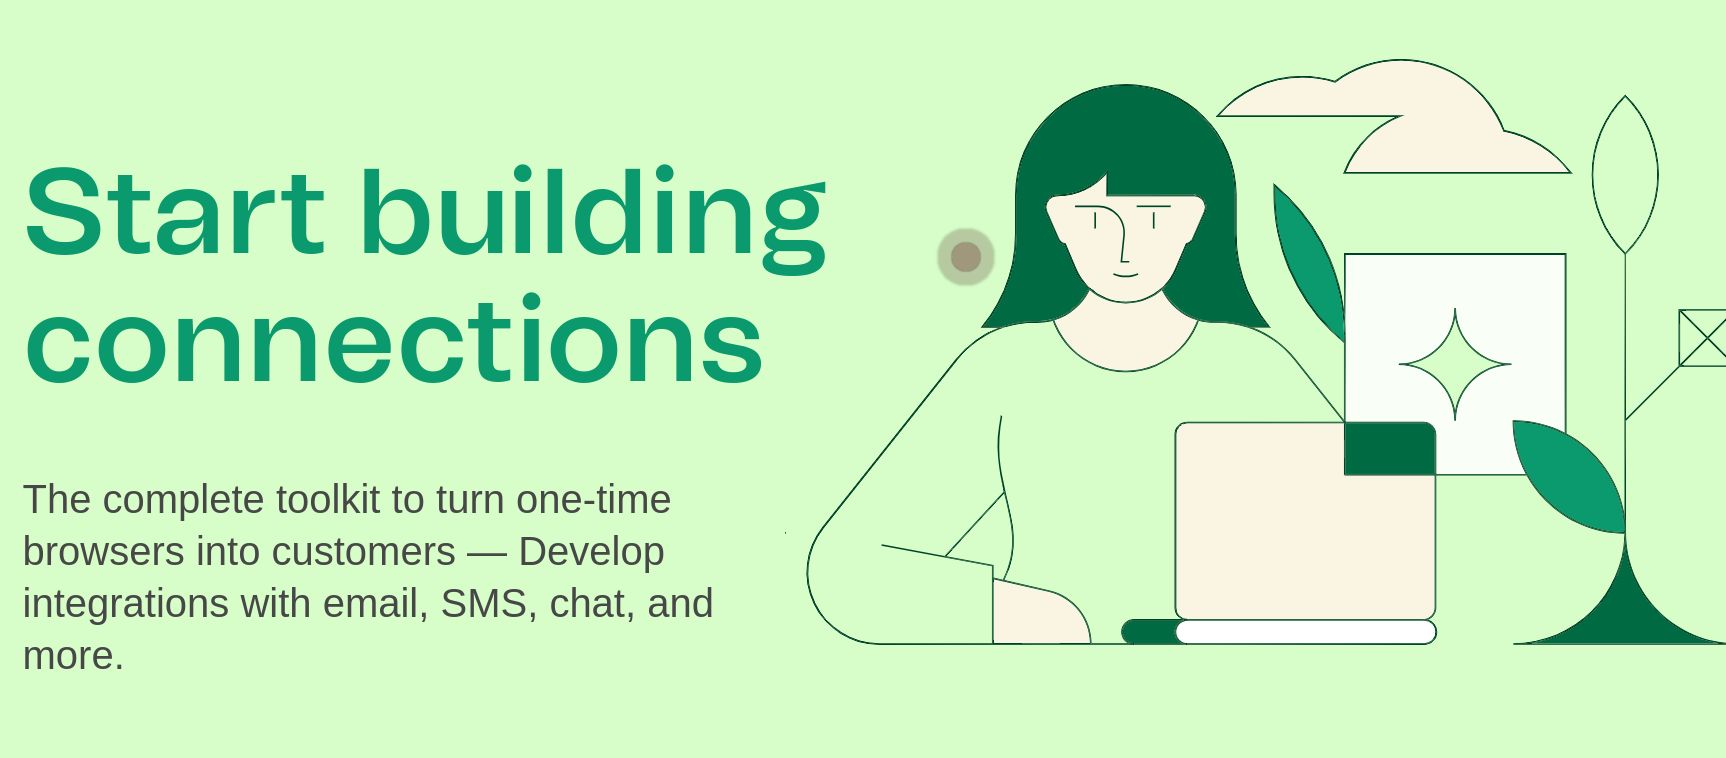 Start building
connections
The complete toolkit to turn one-time
browsers into customers — Develop
integrations with email, SMS, chat, and
more.